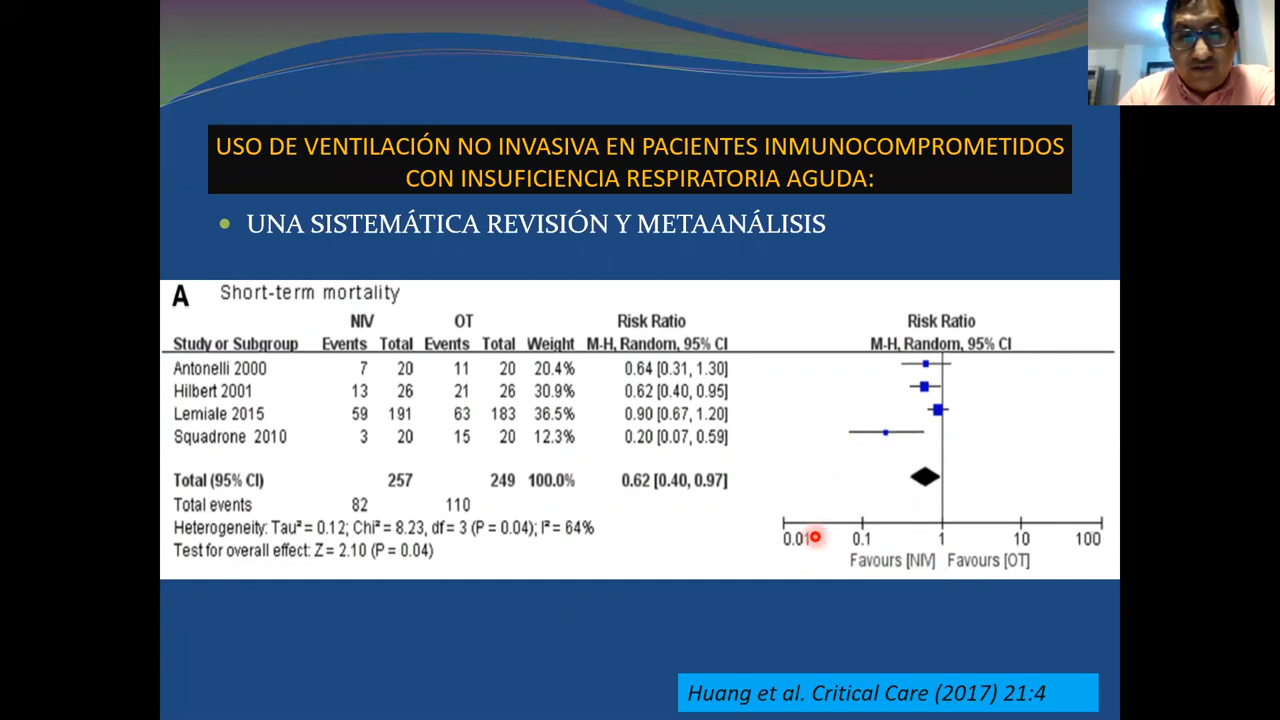 USO DE VENTILACIÓN NO INVASIVA EN PACIENTES INMUNOCOMPROMETIDOS
CON INSUFICIENCIA RESPIRATORIA AGUDA:
• UNA SISTEMÁTICA REVISIÓN Y METAANÁLISIS
A Short-term mortality
NIV OT Risk Ratio Risk Ratio
Study or Subgroup Events Total Events Total Weight M-H, Random, 95% CI M-H, Random, 95% CI
Antonelli 2000 7 20 11 20 20.4% 0.64 [0.31, 1.30]
Hilbert 2001 13 26 21 26 30.9% 0.62 [0.40, 0.95]
Lemiale 2015 59 191 63 183 36.5% 0.90 [0.67, 1.20]
Squadrone 2010 3 20 15 20 12.3% 0.20 [0.07, 0.59]
Total (95% CI) 257 249 100.0% 0.62 [0.40, 0.97]
Total events 82 110
Heterogeneity: Tau² = 0.12; Chi² = 8.23, df = 3 (P = 0.04); I² = 64%
Test for overall effect: Z = 2.10 (P = 0.04)
0.01 0.1 1 10 100
Favours [NIV] Favours [OT]
Huang et al. Critical Care (2017) 21:4